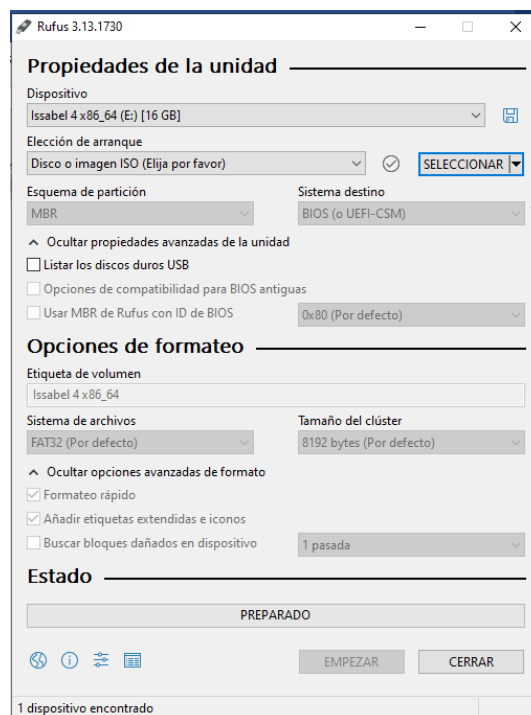 Rufus 3.13.1730
Propiedades de la unidad
Dispositivo
Issabel 4 x86_64 (E:) [16 GB]
Elección de arranque
Disco o imagen ISO (Elija por favor)
SELECCIONAR
Esquema de partición
Sistema destino
MBR
BIOS (o UEFI-CSM)
Ocultar propiedades avanzadas de la unidad
Listar los discos duros USB
Opciones de compatibilidad para BIOS antiguas
Usar MBR de Rufus con ID de BIOS
0x80 (Por defecto)
Opciones de formateo
Etiqueta de volumen
Issabel 4 x86_64
Sistema de archivos
Tamaño del clúster
FAT32 (Por defecto)
8192 bytes (Por defecto)
Ocultar opciones avanzadas de formato
Formateo rápido
Añadir etiquetas extendidas e iconos
Buscar bloques dañados en dispositivo
1 pasada
Estado
PREPARADO
EMPEZAR
CERRAR
1 dispositivo encontrado